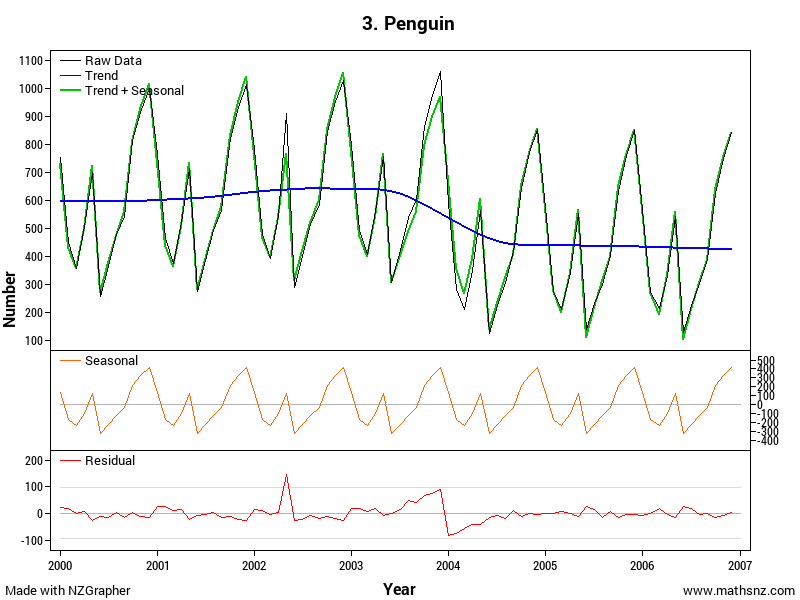 3. Penguin
1100
Raw Data
Trend
1000
Trend + Seasonal
900
800
700
600
500
400
300
200
100
Number
Seasonal
500
400
300
200
100
0
-100
-200
-300
-400
Residual
200
100
0
-100
2000 2001 2002 2003 2004 2005 2006 2007
Made with NZGrapher Year www.mathsnz.com